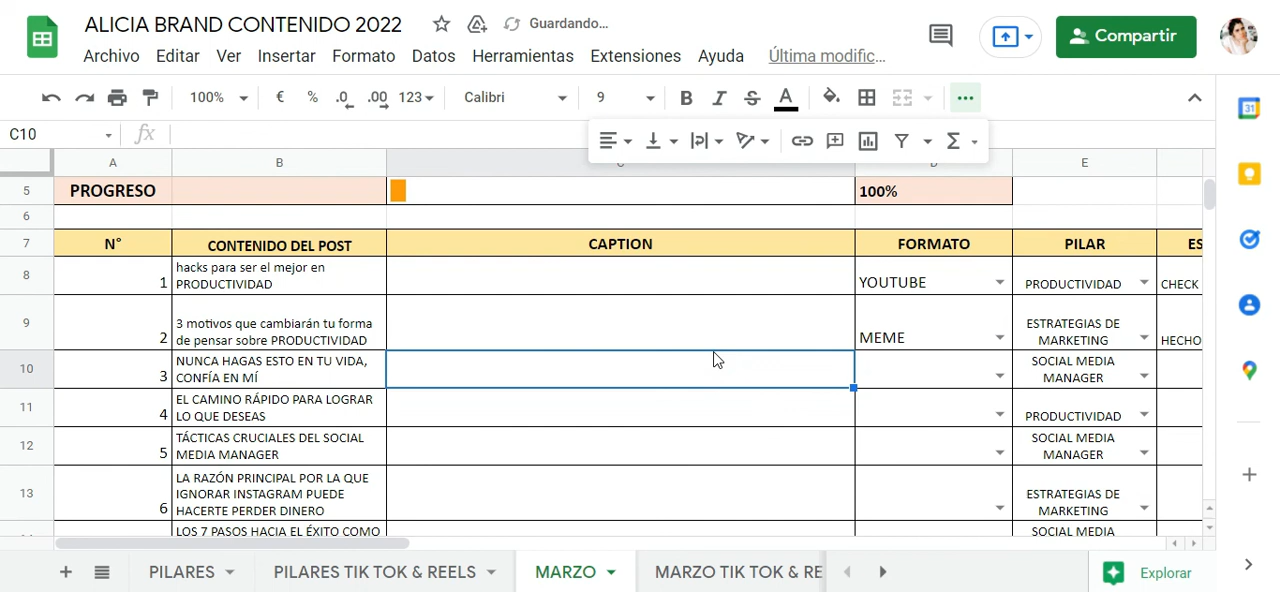 ALICIA BRAND CONTENIDO 2022
Guardando...
Archivo Editar Ver Insertar Formato Datos Herramientas Extensiones Ayuda Última modific...
Compartir
100% € % .0 .00 123 Calibri 9 B I S A
C10 fx
A B E
5 PROGRESO 100%
6
7 N° CONTENIDO DEL POST CAPTION FORMATO PILAR ES
8 1 hacks para ser el mejor en
PRODUCTIVIDAD YOUTUBE PRODUCTIVIDAD CHECK
9 2 3 motivos que cambiarán tu forma
de pensar sobre PRODUCTIVIDAD MEME ESTRATEGIAS DE
MARKETING HECHO
10 3 NUNCA HAGAS ESTO EN TU VIDA,
CONFÍA EN MÍ SOCIAL MEDIA
MANAGER
11 4 EL CAMINO RÁPIDO PARA LOGRAR
LO QUE DESEAS PRODUCTIVIDAD
12 5 TÁCTICAS CRUCIALES DEL SOCIAL
MEDIA MANAGER SOCIAL MEDIA
MANAGER
13 6 LA RAZÓN PRINCIPAL POR LA QUE
IGNORAR INSTAGRAM PUEDE
HACERTE PERDER DINERO ESTRATEGIAS DE
MARKETING
LOS 7 PASOS HACIA EL ÉXITO COMO SOCIAL MEDIA
PILARES PILARES TIK TOK & REELS MARZO MARZO TIK TOK & RE
Explorar
31